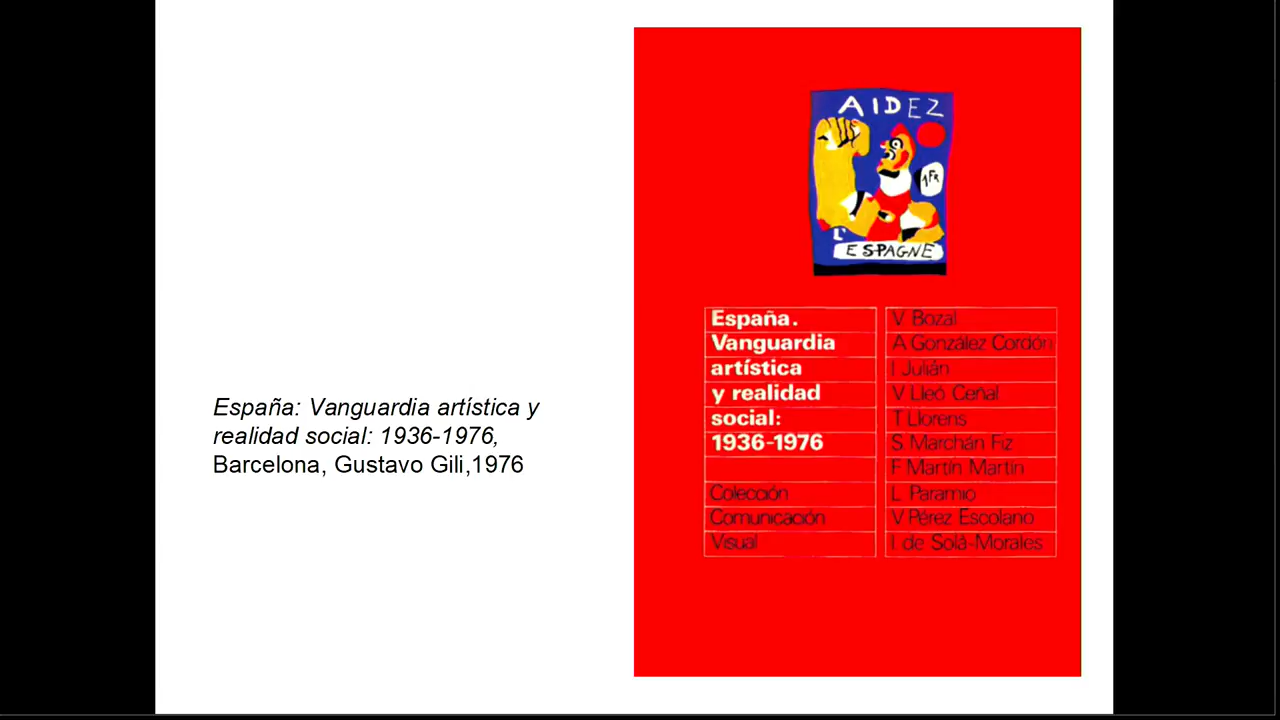 España: Vanguardia artística y
realidad social: 1936-1976,
Barcelona, Gustavo Gili,1976
AIDEZ
1Fr
L'
ESPAGNE
España.
Vanguardia
artística
y realidad
social:
1936-1976
Colección
Comunicación
Visual
V. Bozal
A González Cordón
I. Julián
V. Lleó Ceñal
T Llorens
S. Marchán Fiz
F. Martín Martín
L. Paramio
V. Pérez Escolano
I. de Solà-Morales